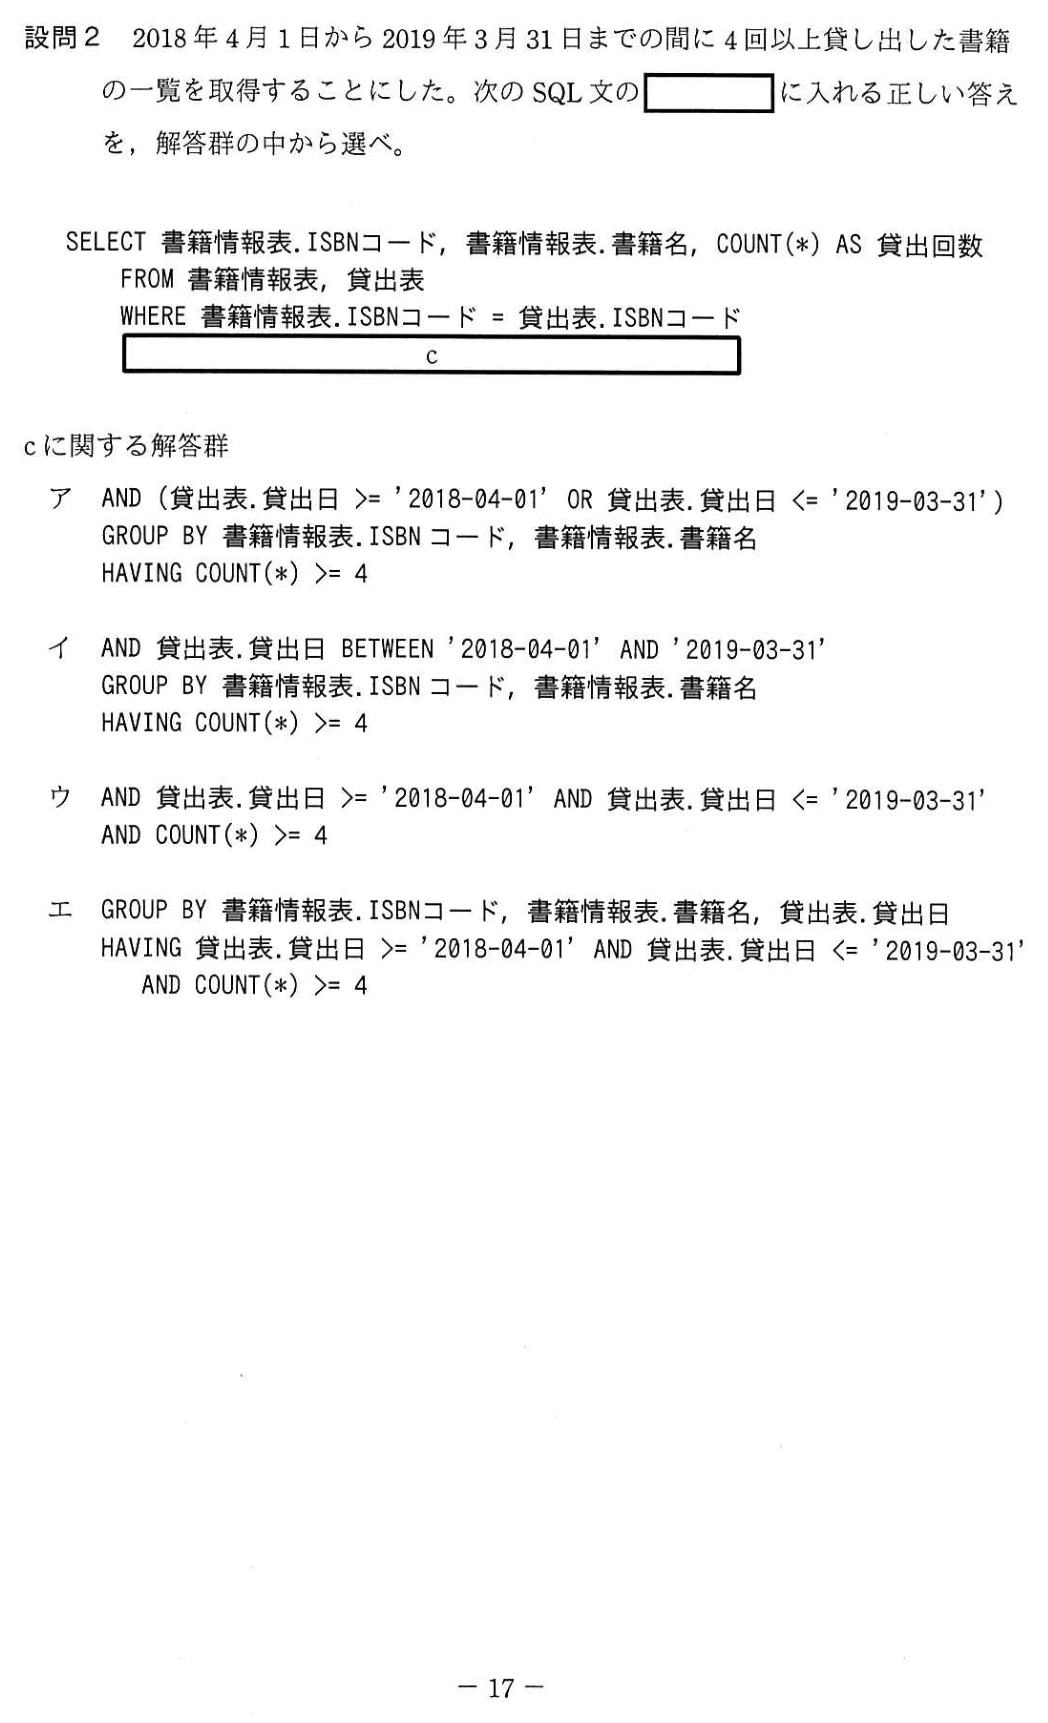 設問2 2018年4月1日から2019年3月31日までの間に4回以上貸し出した書籍
の一覧を取得することにした。次のSQL文の に入れる正しい答え
を，解答群の中から選べ。
SELECT 書籍情報表.ISBNコード, 書籍情報表.書籍名, COUNT(*) AS 貸出回数
FROM 書籍情報表, 貸出表
WHERE 書籍情報表.ISBNコード = 貸出表.ISBNコード
c
cに関する解答群
ア AND (貸出表.貸出日 >= '2018-04-01' OR 貸出表.貸出日 <= '2019-03-31')
GROUP BY 書籍情報表.ISBNコード, 書籍情報表.書籍名
HAVING COUNT(*) >= 4
イ AND 貸出表.貸出日 BETWEEN '2018-04-01' AND '2019-03-31'
GROUP BY 書籍情報表.ISBNコード, 書籍情報表.書籍名
HAVING COUNT(*) >= 4
ウ AND 貸出表.貸出日 >= '2018-04-01' AND 貸出表.貸出日 <= '2019-03-31'
AND COUNT(*) >= 4
エ GROUP BY 書籍情報表.ISBNコード, 書籍情報表.書籍名, 貸出表.貸出日
HAVING 貸出表.貸出日 >= '2018-04-01' AND 貸出表.貸出日 <= '2019-03-31'
AND COUNT(*) >= 4
— 17 —